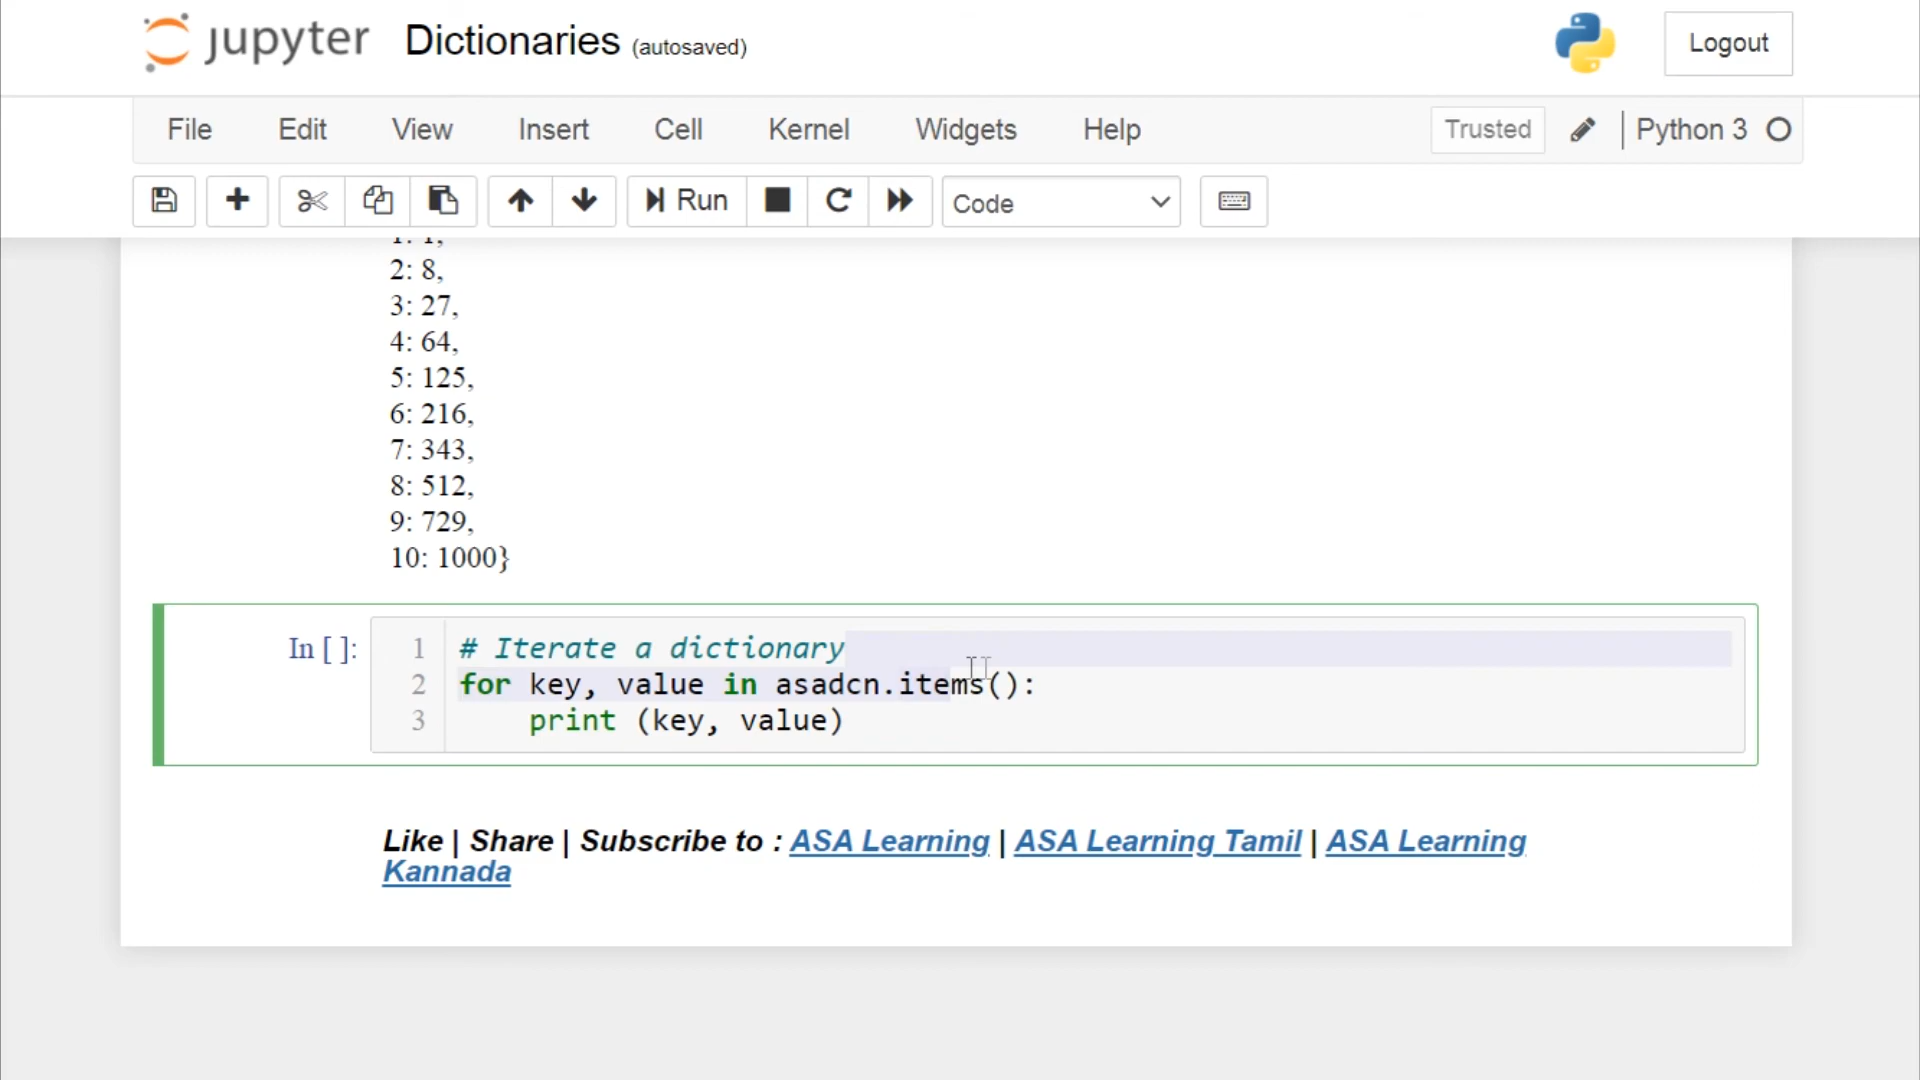 jupyter Dictionaries (autosaved)
Logout
File Edit View Insert Cell Kernel Widgets Help
Trusted Python 3
Run Code
1: 1,
2: 8,
3: 27,
4: 64,
5: 125,
6: 216,
7: 343,
8: 512,
9: 729,
10: 1000}
In [ ]:
1 # Iterate a dictionary
2 for key, value in asadcn.items():
3 print (key, value)
Like | Share | Subscribe to : ASA Learning | ASA Learning Tamil | ASA Learning
Kannada